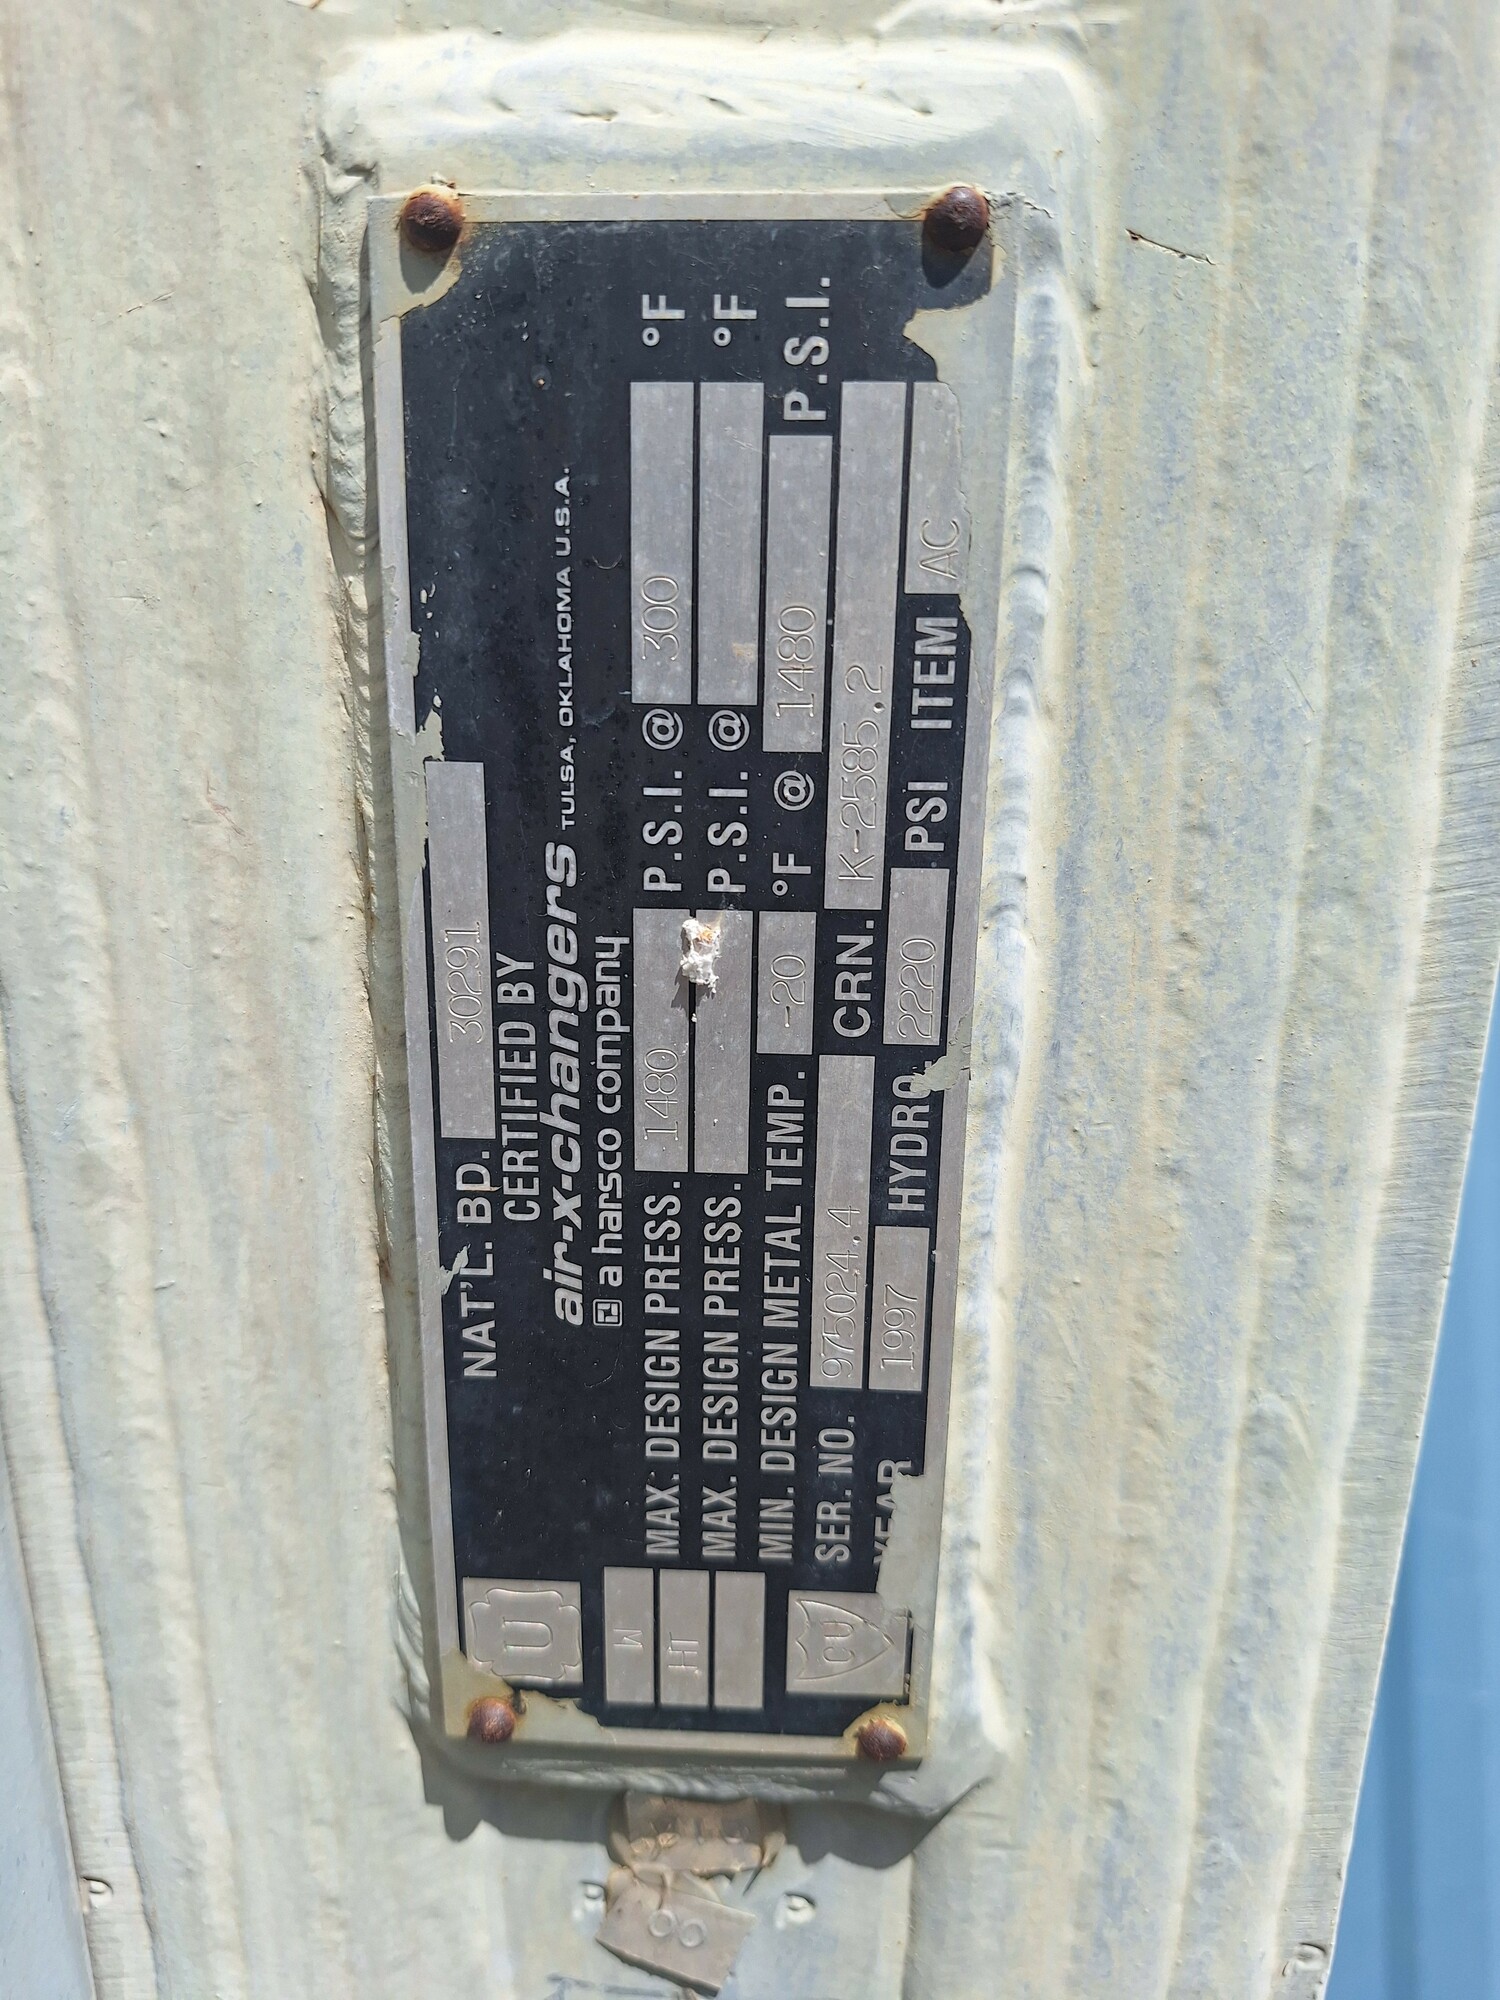 NAT'L. BD. 30291
CERTIFIED BY
air-x-changers TULSA, OKLAHOMA U.S.A.
a harsco company
U
W
HT
MAX. DESIGN PRESS. 1480 P.S.I. @ 300 °F
MAX. DESIGN PRESS. P.S.I. @ °F
MIN. DESIGN METAL TEMP. -20 °F @ 1480 P.S.I.
SER. NO. 975024.4 CRN. K-2585.2
YEAR 1997 HYDRO. 2220 PSI ITEM AC
CU